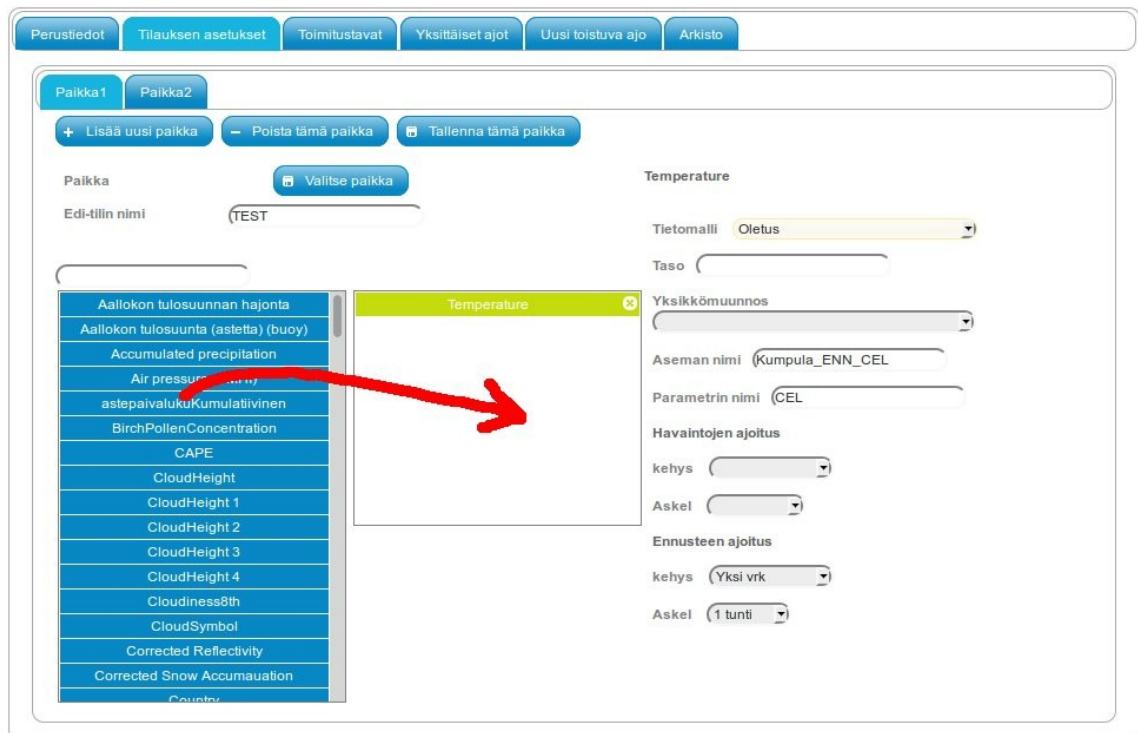 Perustiedot Tilauksen asetukset Toimitustavat Yksittäiset ajot Uusi toistuva ajo Arkisto
Paikka1 Paikka2
+ Lisää uusi paikka − Poista tämä paikka Tallenna tämä paikka
Paikka Valitse paikka
Edi-tilin nimi TEST
Aallokon tulosuunnan hajonta
Aallokon tulosuunta (astetta) (buoy)
Accumulated precipitation
Air pressure
astepaivalukuKumulatiivinen
BirchPollenConcentration
CAPE
CloudHeight
CloudHeight 1
CloudHeight 2
CloudHeight 3
CloudHeight 4
Cloudiness8th
CloudSymbol
Corrected Reflectivity
Corrected Snow Accumauation
Country
Temperature
Temperature
Tietomalli Oletus
Taso
Yksikkömuunnos
Aseman nimi Kumpula_ENN_CEL
Parametrin nimi CEL
Havaintojen ajoitus
kehys
Askel
Ennusteen ajoitus
kehys Yksi vrk
Askel 1 tunti